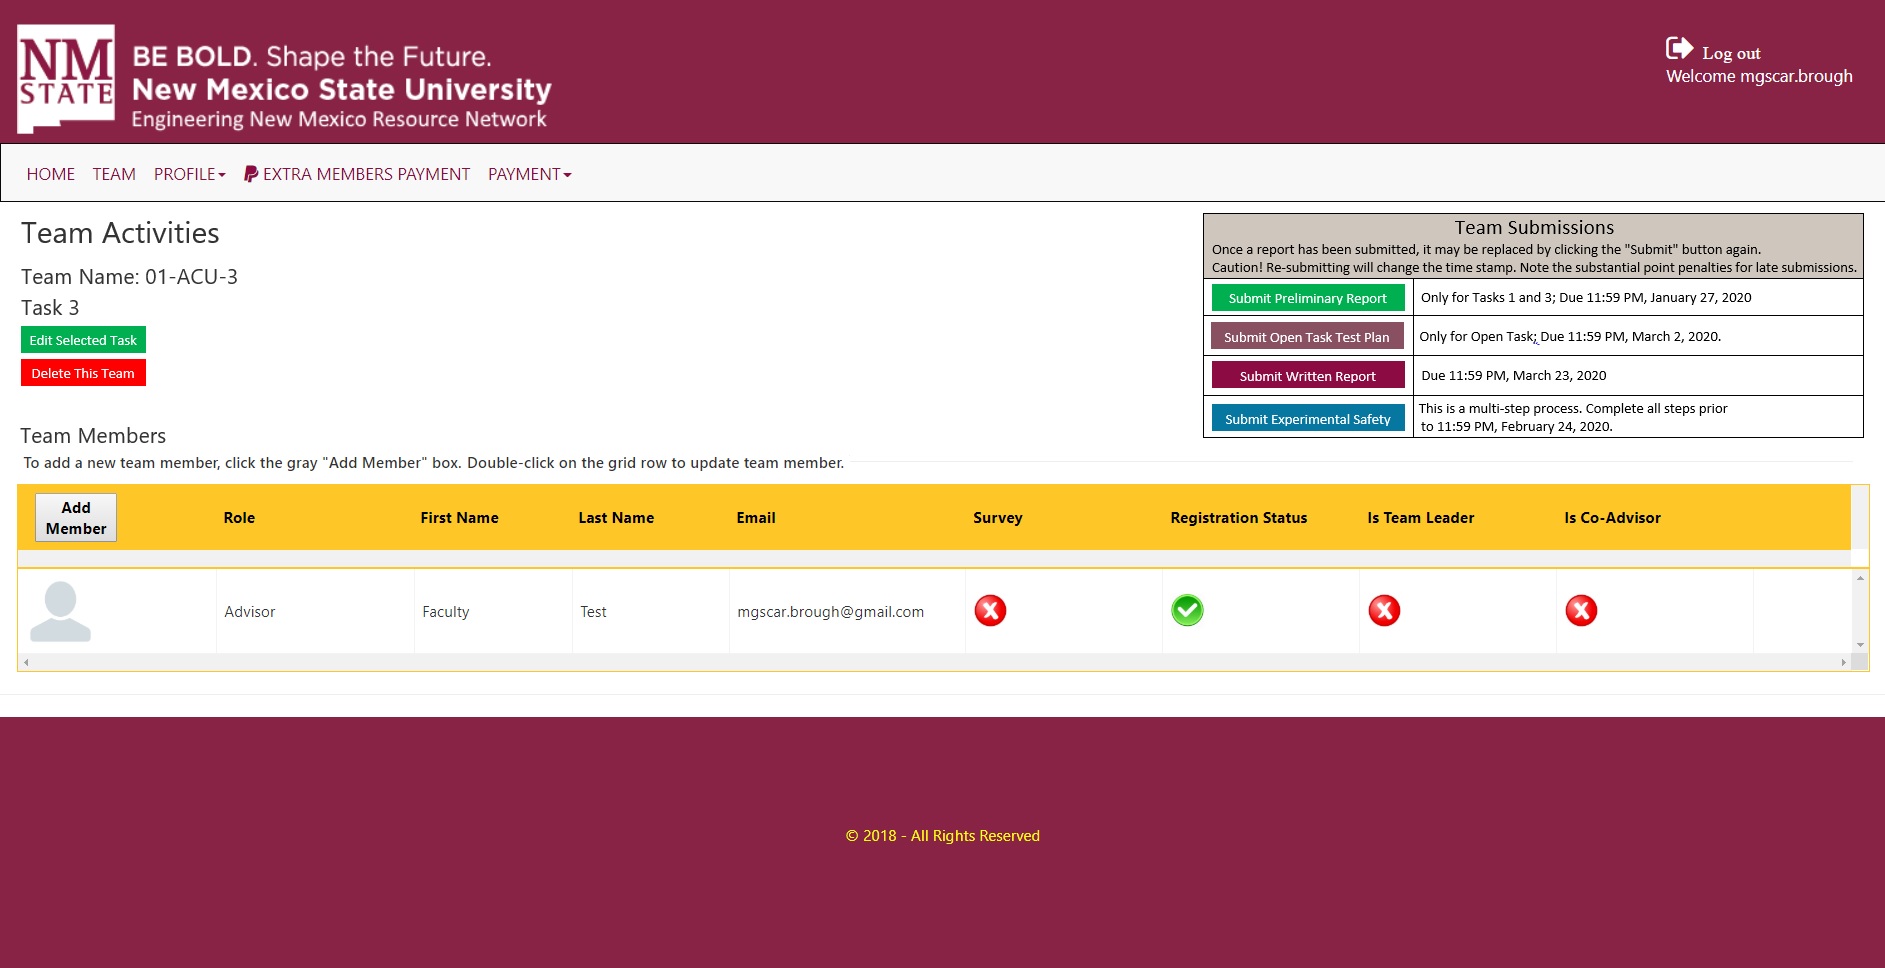 NM
STATE
BE BOLD. Shape the Future.
New Mexico State University
Engineering New Mexico Resource Network
Log out
Welcome mgscar.brough
HOME TEAM PROFILE EXTRA MEMBERS PAYMENT PAYMENT
Team Activities
Team Name: 01-ACU-3
Task 3
Edit Selected Task
Delete This Team
Team Submissions
Once a report has been submitted, it may be replaced by clicking the "Submit" button again.
Caution! Re-submitting will change the time stamp. Note the substantial point penalties for late submissions.
Submit Preliminary Report Only for Tasks 1 and 3; Due 11:59 PM, January 27, 2020
Submit Open Task Test Plan Only for Open Task; Due 11:59 PM, March 2, 2020.
Submit Written Report Due 11:59 PM, March 23, 2020
Submit Experimental Safety This is a multi-step process. Complete all steps prior
to 11:59 PM, February 24, 2020.
Team Members
To add a new team member, click the gray "Add Member" box. Double-click on the grid row to update team member.
Add
Member
Role First Name Last Name Email Survey Registration Status Is Team Leader Is Co-Advisor
Advisor Faculty Test mgscar.brough@gmail.com
© 2018 - All Rights Reserved